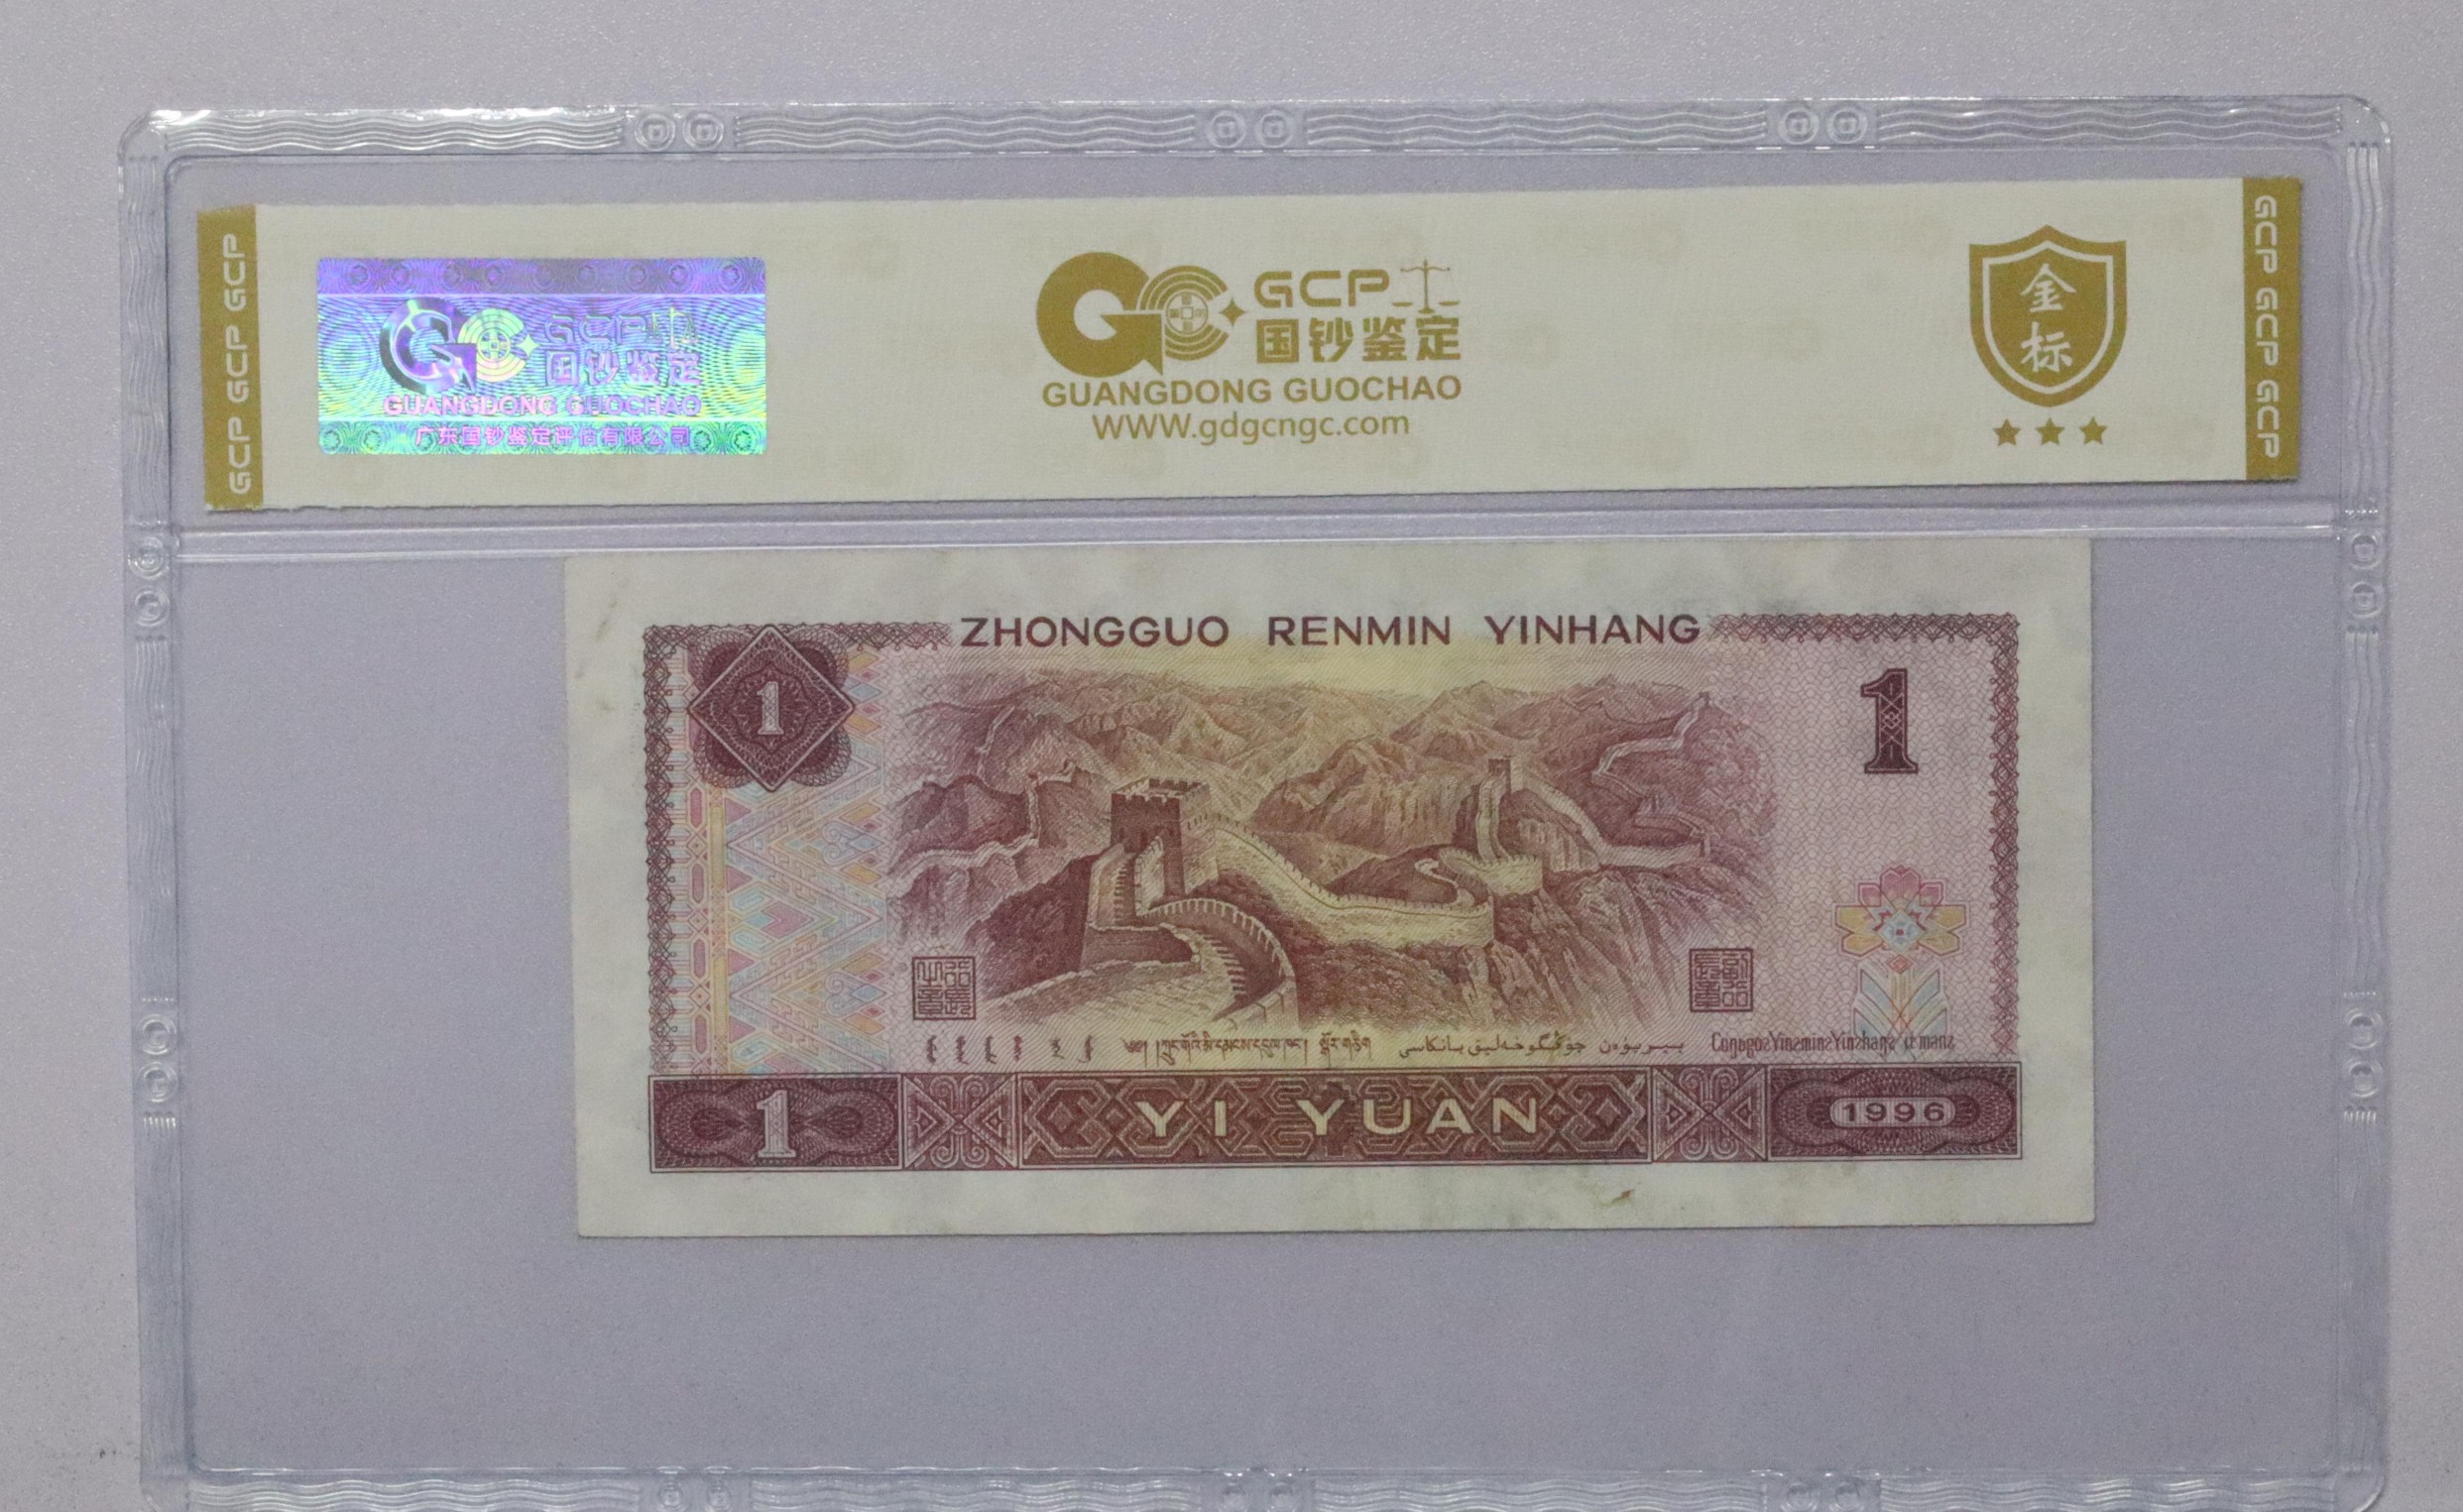 GCP GCP GCP
GCP
国钞鉴定
GUANGDONG GUOCHAO
广东国钞鉴定评估有限公司
GCP
国钞鉴定
GUANGDONG GUOCHAO
WWW.gdgcngc.com
金
标
GCP GCP GCP
ZHONGGUO RENMIN YINHANG
1
1
1
YI YUAN
1996